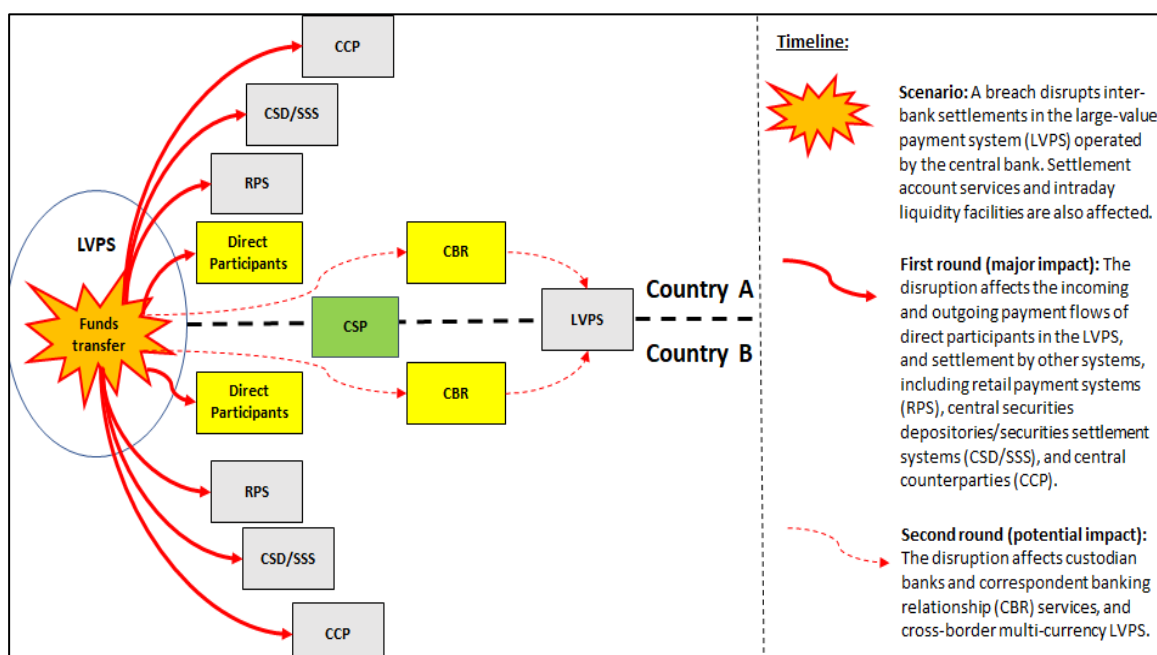 CCP
CSD/SSS
RPS
LVPS
Direct
Participants
CBR
Funds
transfer
CSP
LVPS
Country A
Country B
Direct
Participants
CBR
RPS
CSD/SSS
CCP
Timeline:
Scenario: A breach disrupts inter-
bank settlements in the large-value
payment system (LVPS) operated
by the central bank. Settlement
account services and intraday
liquidity facilities are also affected.
First round (major impact): The
disruption affects the incoming
and outgoing payment flows of
direct participants in the LVPS,
and settlement by other systems,
including retail payment systems
(RPS), central securities
depositories/securities settlement
systems (CSD/SSS), and central
counterparties (CCP).
Second round (potential impact):
The disruption affects custodian
banks and correspondent banking
relationship (CBR) services, and
cross-border multi-currency LVPS.